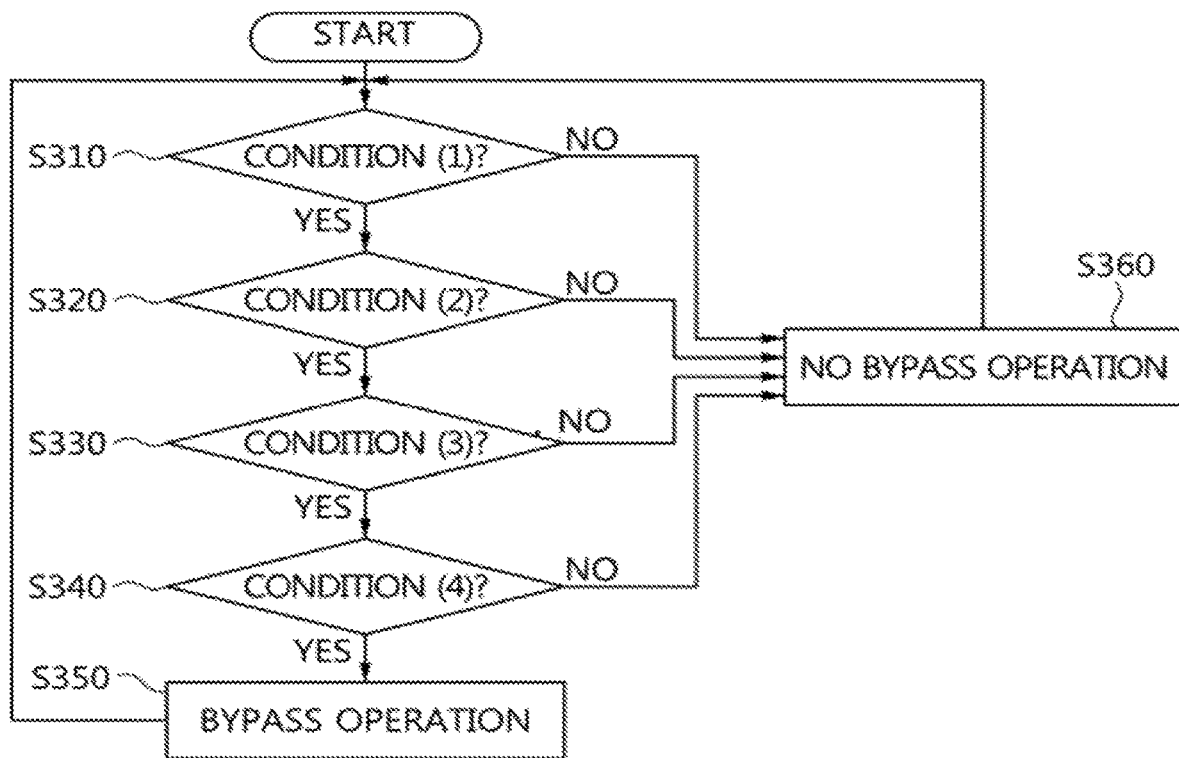 START
S310
CONDITION (1)?
NO
YES
S320
CONDITION (2)?
NO
S360
NO BYPASS OPERATION
YES
S330
CONDITION (3)?
NO
YES
S340
CONDITION (4)?
NO
YES
S350
BYPASS OPERATION